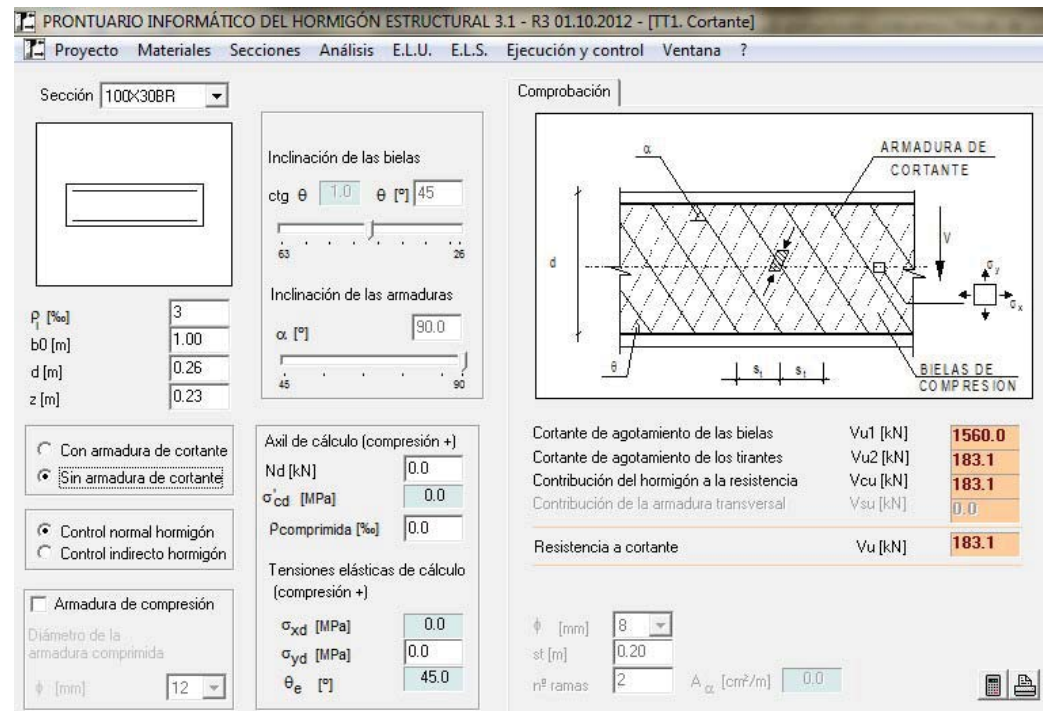 PRONTUARIO INFORMÁTICO DEL HORMIGÓN ESTRUCTURAL 3.1 - R3 01.10.2012 - [TT1. Cortante]
Proyecto Materiales Secciones Análisis E.L.U. E.L.S. Ejecución y control Ventana ?
Sección 100X30BR
ρl [‰] 3
b0 [m] 1.00
d [m] 0.26
z [m] 0.23
Con armadura de cortante
Sin armadura de cortante
Control normal hormigón
Control indirecto hormigón
Armadura de compresión
Diámetro de la
armadura comprimida
ϕ [mm] 12
Inclinación de las bielas
ctg θ 1.0 θ [º] 45
63 26
Inclinación de las armaduras
α [º] 90.0
45 90
Axil de cálculo (compresión +)
Nd [kN] 0.0
σ'cd [MPa] 0.0
ρcomprimida [‰] 0.0
Tensiones elásticas de cálculo
(compresión +)
σxd [MPa] 0.0
σyd [MPa] 0.0
θe [º] 45.0
Comprobación
α ARMADURA DE
CORTANTE
d
V
σy
σx
θ st st
BIELAS DE
COMPRESION
Cortante de agotamiento de las bielas Vu1 [kN] 1560.0
Cortante de agotamiento de los tirantes Vu2 [kN] 183.1
Contribución del hormigón a la resistencia Vcu [kN] 183.1
Contribución de la armadura transversal Vsu [kN] 0.0
Resistencia a cortante Vu [kN] 183.1
ϕ [mm] 8
st [m] 0.20
nº ramas 2 Aα [cm²/m] 0.0